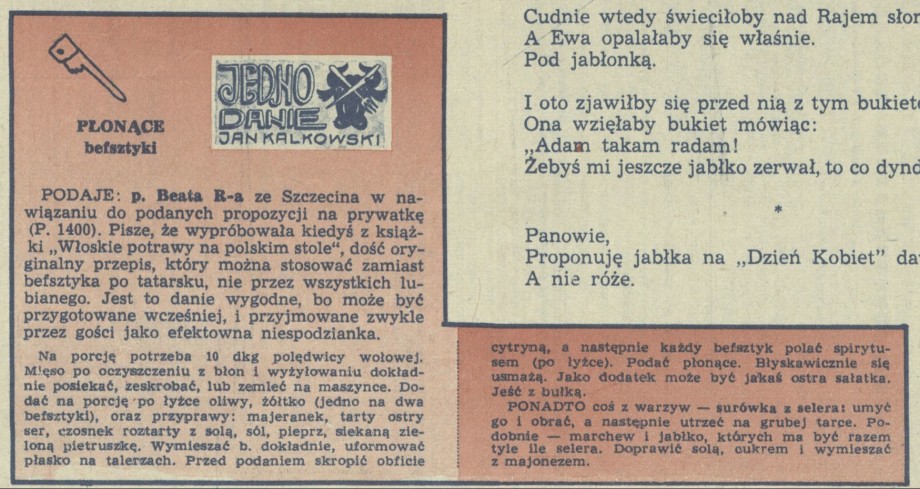 PŁONĄCE
befsztyki
JEDNO
DANIE
JAN KALKOWSKI
PODAJE: p. Beata R-a ze Szczecina w na-
wiązaniu do podanych propozycji na prywatkę
(P. 1400). Pisze, że wypróbowała kiedyś z książ-
ki „Włoskie potrawy na polskim stole“, dość ory-
ginalny przepis, który można stosować zamiast
befsztyka po tatarsku, nie przez wszystkich lu-
bianego. Jest to danie wygodne, bo może być
przygotowane wcześniej, i przyjmowane zwykle
przez gości jako efektowna niespodzianka.
Na porcję potrzeba 10 dkg polędwicy wołowej.
Mięso po oczyszczeniu z błon i wyżyłowaniu dokład-
nie posiekać, zeskrobać, lub zemleć na maszynce. Do-
dać na porcję po łyżce oliwy, żółtko (jedno na dwa
befsztyki), oraz przyprawy: majeranek, tarty ostry
ser, czosnek roztarty z solą, sól, pieprz, siekaną zie-
loną pietruszkę. Wymieszać b. dokładnie, uformować
płasko na talerzach. Przed podaniem skropić obficie
cytryną, a następnie każdy befsztyk polać spirytu-
sem (po łyżce). Podać płonące. Błyskawicznie się
usmażą. Jako dodatek może być jakaś ostra sałatka.
Jeść z bułką.
PONADTO coś z warzyw — surówka z selera: umyć
go i obrać, a następnie utrzeć na grubej tarce. Po-
dobnie — marchew i jabłko, których ma być razem
tyle ile selera. Doprawić solą, cukrem i wymieszać
z majonezem.
Cudnie wtedy świeciłoby nad Rajem
A Ewa opalałaby się właśnie.
Pod jabłonką.
I oto zjawiłby się przed nią z tym
Ona wzięłaby bukiet mówiąc:
„Adam takam radam!
Żebyś mi jeszcze jabłko zerwał, to co
*
Panowie,
Proponuję jabłka na „Dzień Kobiet”
A nie róże.